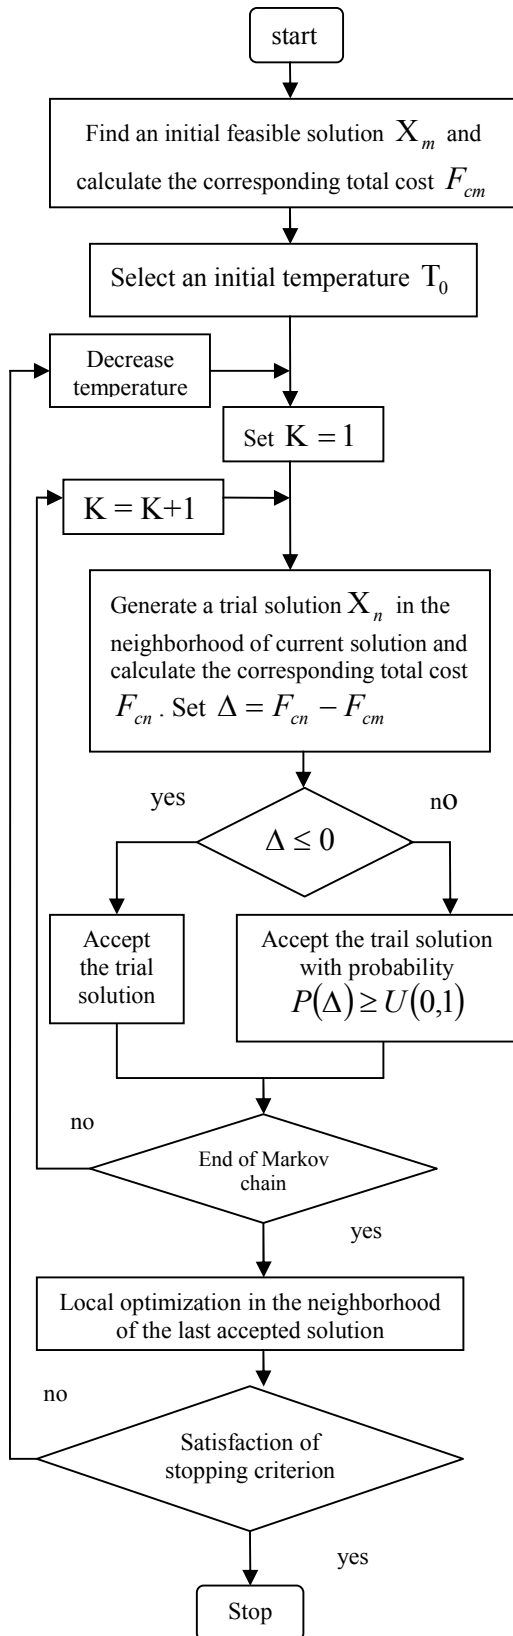 start
Find an initial feasible solution X_m and
calculate the corresponding total cost F_cm
Select an initial temperature T_0
Decrease
temperature
Set K = 1
K = K+1
Generate a trial solution X_n in the
neighborhood of current solution and
calculate the corresponding total cost
F_cn . Set Δ = F_cn − F_cm
yes
no
Δ ≤ 0
Accept
the trial
solution
Accept the trail solution
with probability
P(Δ) ≥ U(0,1)
no
End of Markov
chain
yes
Local optimization in the neighborhood
of the last accepted solution
no
Satisfaction of
stopping criterion
yes
Stop